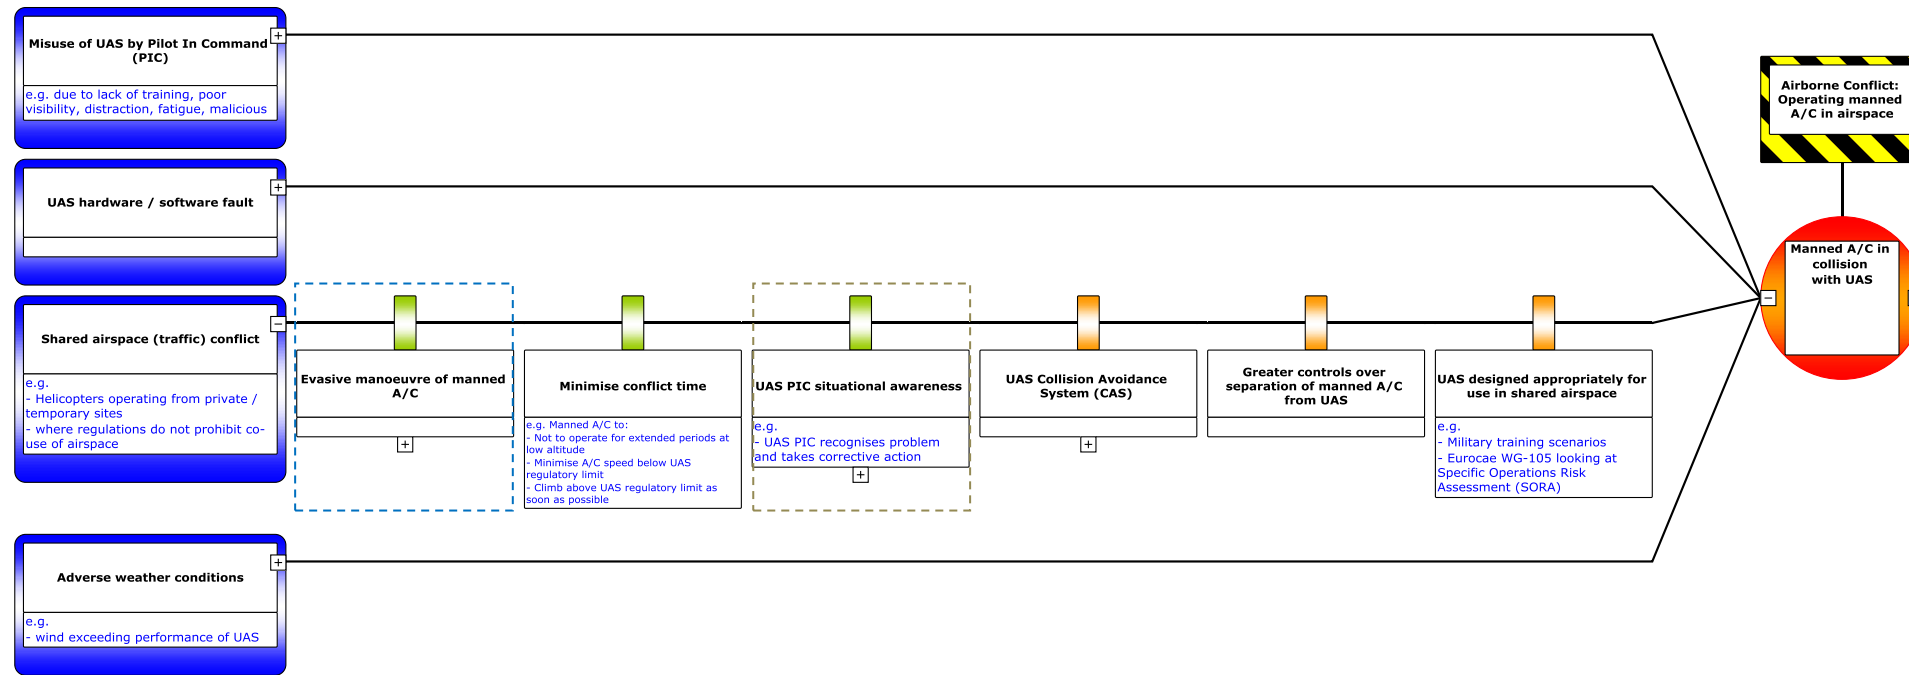 Misuse of UAS by Pilot In Command
(PIC)
e.g. due to lack of training, poor
visibility, distraction, fatigue, malicious
+
UAS hardware / software fault
+
Shared airspace (traffic) conflict
e.g.
- Helicopters operating from private /
temporary sites
- where regulations do not prohibit co-
use of airspace
−
Evasive manoeuvre of manned
A/C
+
Minimise conflict time
e.g. Manned A/C to:
- Not to operate for extended periods at
low altitude
- Minimise A/C speed below UAS
regulatory limit
- Climb above UAS regulatory limit as
soon as possible
UAS PIC situational awareness
e.g.
- UAS PIC recognises problem
and takes corrective action
+
UAS Collision Avoidance
System (CAS)
+
Greater controls over
separation of manned A/C
from UAS
UAS designed appropriately for
use in shared airspace
e.g.
- Military training scenarios
- Eurocae WG-105 looking at
Specific Operations Risk
Assessment (SORA)
Adverse weather conditions
e.g.
- wind exceeding performance of UAS
+
Airborne Conflict:
Operating manned
A/C in airspace
Manned A/C in
collision
with UAS
−